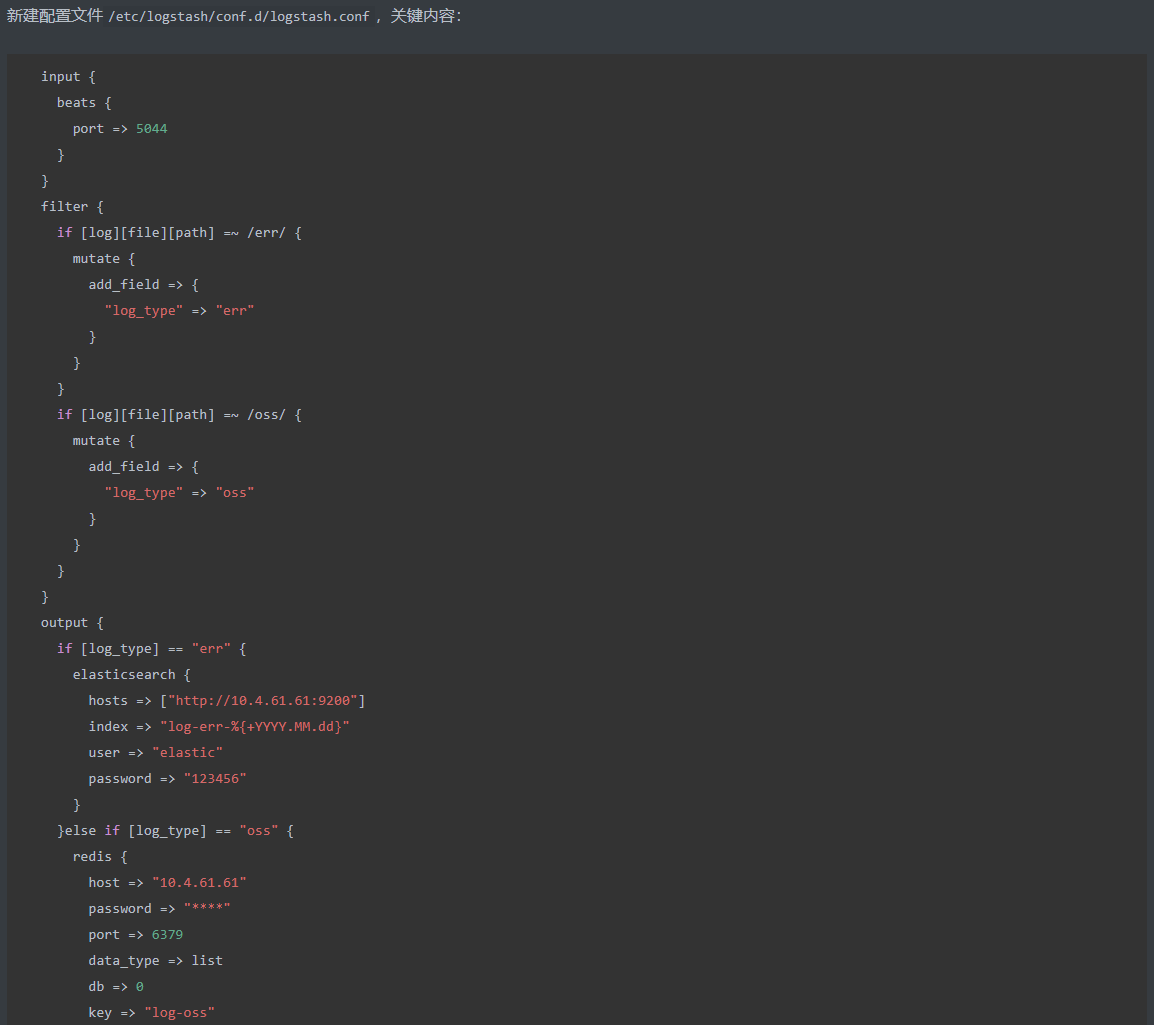 新建配置文件 /etc/logstash/conf.d/logstash.conf ，关键内容：
input {
  beats {
    port => 5044
  }
}
filter {
  if [log][file][path] =~ /err/ {
    mutate {
      add_field => {
        "log_type" => "err"
      }
    }
  }
  if [log][file][path] =~ /oss/ {
    mutate {
      add_field => {
        "log_type" => "oss"
      }
    }
  }
}
output {
  if [log_type] == "err" {
    elasticsearch {
      hosts => ["http://10.4.61.61:9200"]
      index => "log-err-%{+YYYY.MM.dd}"
      user => "elastic"
      password => "123456"
    }
  }else if [log_type] == "oss" {
    redis {
      host => "10.4.61.61"
      password => "****"
      port => 6379
      data_type => list
      db => 0
      key => "log-oss"